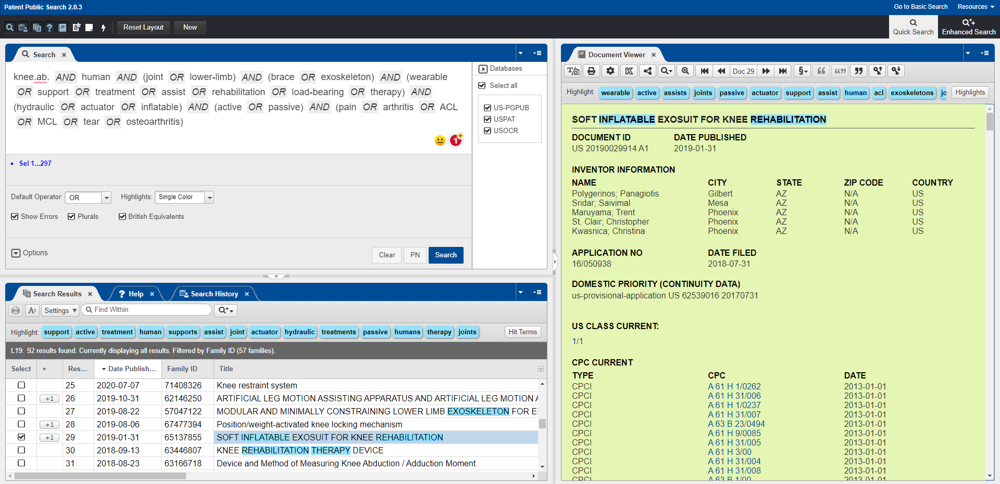 Patent Public Search 2.0.3
Go to Basic Search
Resources
Reset Layout
New
Quick Search
Enhanced Search
Search
knee.ab. AND human AND (joint OR lower-limb) AND (brace OR exoskeleton) AND (wearable
OR support OR treatment OR assist OR rehabilitation OR load-bearing OR therapy) AND
(hydraulic OR actuator OR inflatable) AND (active OR passive) AND (pain OR arthritis OR ACL
OR MCL OR tear OR osteoarthritis)
1
Databases
Select all
US-PGPUB
USPAT
USOCR
Sel 1...297
Default Operator: OR Highlights: Single Color
Show Errors Plurals British Equivalents
Options
Clear PN Search
Search Results Help Search History
Settings Find Within
Highlight: support active treatment human supports assist joint actuator hydraulic treatments passive humans therapy joints Hit Terms
L19: 92 results found. Currently displaying all results. Filtered by Family ID (57 families).
Select + Res... Date Publish... Family ID Title
25 2020-07-07 71408326 Knee restraint system
+1 26 2019-10-31 62146250 ARTIFICIAL LEG MOTION ASSISTING APPARATUS AND ARTIFICIAL LEG MOTION A
27 2019-08-22 57047122 MODULAR AND MINIMALLY CONSTRAINING LOWER LIMB EXOSKELETON FOR E
+1 28 2019-08-06 67477394 Position/weight-activated knee locking mechanism
+1 29 2019-01-31 65137855 SOFT INFLATABLE EXOSUIT FOR KNEE REHABILITATION
30 2018-09-13 63446807 KNEE REHABILITATION THERAPY DEVICE
31 2018-08-23 63166718 Device and Method of Measuring Knee Abduction / Adduction Moment
Document Viewer
Doc 29
Highlight: wearable active assists joints passive actuator support assist human acl exoskeletons jo Highlights
SOFT INFLATABLE EXOSUIT FOR KNEE REHABILITATION
DOCUMENT ID DATE PUBLISHED
US 20190029914 A1 2019-01-31
INVENTOR INFORMATION
NAME CITY STATE ZIP CODE COUNTRY
Polygerinos; Panagiotis Gilbert AZ N/A US
Sridar; Saivimal Mesa AZ N/A US
Maruyama; Trent Phoenix AZ N/A US
St. Clair; Christopher Phoenix AZ N/A US
Kwasnica; Christina Phoenix AZ N/A US
APPLICATION NO DATE FILED
16/050938 2018-07-31
DOMESTIC PRIORITY (CONTINUITY DATA)
us-provisional-application US 62539016 20170731
US CLASS CURRENT:
1/1
CPC CURRENT
TYPE CPC DATE
CPCI A 61 H 1/0262 2013-01-01
CPCI A 61 H 31/006 2013-01-01
CPCI A 61 H 1/0237 2013-01-01
CPCI A 61 H 31/007 2013-01-01
CPCI A 63 B 23/0494 2013-01-01
CPCI A 61 H 9/0085 2013-01-01
CPCI A 61 H 31/005 2013-01-01
CPCI A 61 H 3/00 2013-01-01
CPCI A 61 H 31/004 2013-01-01
CPCI A 61 H 31/008 2013-01-01
CPCI A 63 B 1/00 2013-01-01